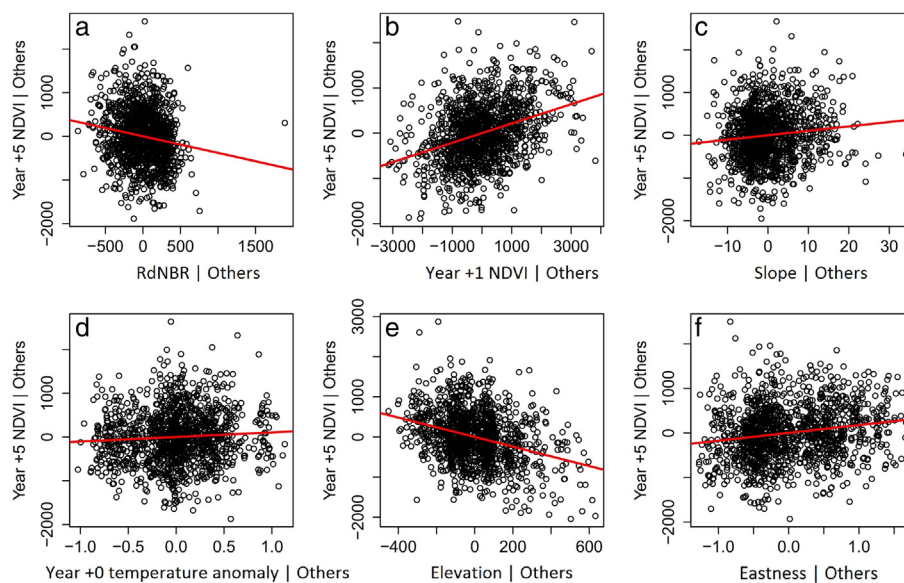 a
Year +5 NDVI | Others
−2000 0 1000
−500 0 500 1500
RdNBR | Others
b
Year +5 NDVI | Others
−2000 0 1000
−3000 −1000 1000 3000
Year +1 NDVI | Others
c
Year +5 NDVI | Others
−2000 0 1000
−10 0 10 20 30
Slope | Others
d
Year +5 NDVI | Others
−2000 0 1000
−1.0 0.0 0.5 1.0
Year +0 temperature anomaly | Others
e
Year +5 NDVI | Others
−2000 0 1000 3000
−400 0 200 600
Elevation | Others
f
Year +5 NDVI | Others
−2000 0 1000
−1.0 0.0 1.0
Eastness | Others